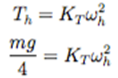 T_h = K_T ω_h^2
mg/4 = K_T ω_h^2